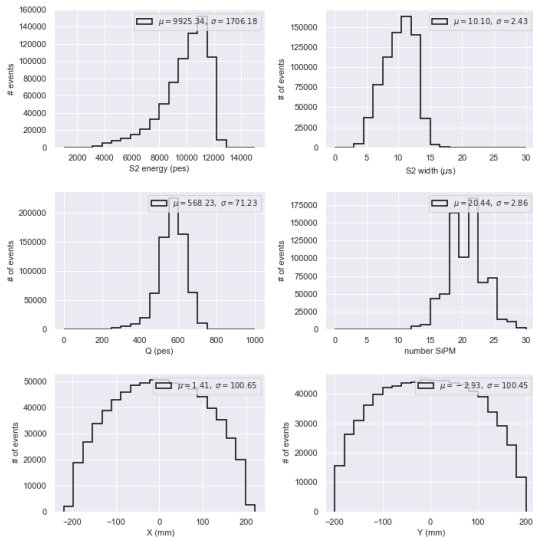 160000
140000
120000
100000
80000
60000
40000
20000
0
# of events
μ = 9925.34, σ = 1706.18
2000 4000 6000 8000 10000 12000 14000
S2 energy (pes)
150000
125000
100000
75000
50000
25000
0
# of events
μ = 10.10, σ = 2.43
0 5 10 15 20 25 30
S2 width (μs)
200000
150000
100000
50000
0
# of events
μ = 568.23, σ = 71.23
0 200 400 600 800 1000
Q (pes)
175000
150000
125000
100000
75000
50000
25000
0
# of events
μ = 20.44, σ = 2.86
0 5 10 15 20 25 30
number SiPM
50000
40000
30000
20000
10000
0
# of events
μ = 1.41, σ = 100.65
−200 −100 0 100 200
X (mm)
40000
30000
20000
10000
0
# of events
μ = −2.93, σ = 100.45
−200 −100 0 100 200
Y (mm)